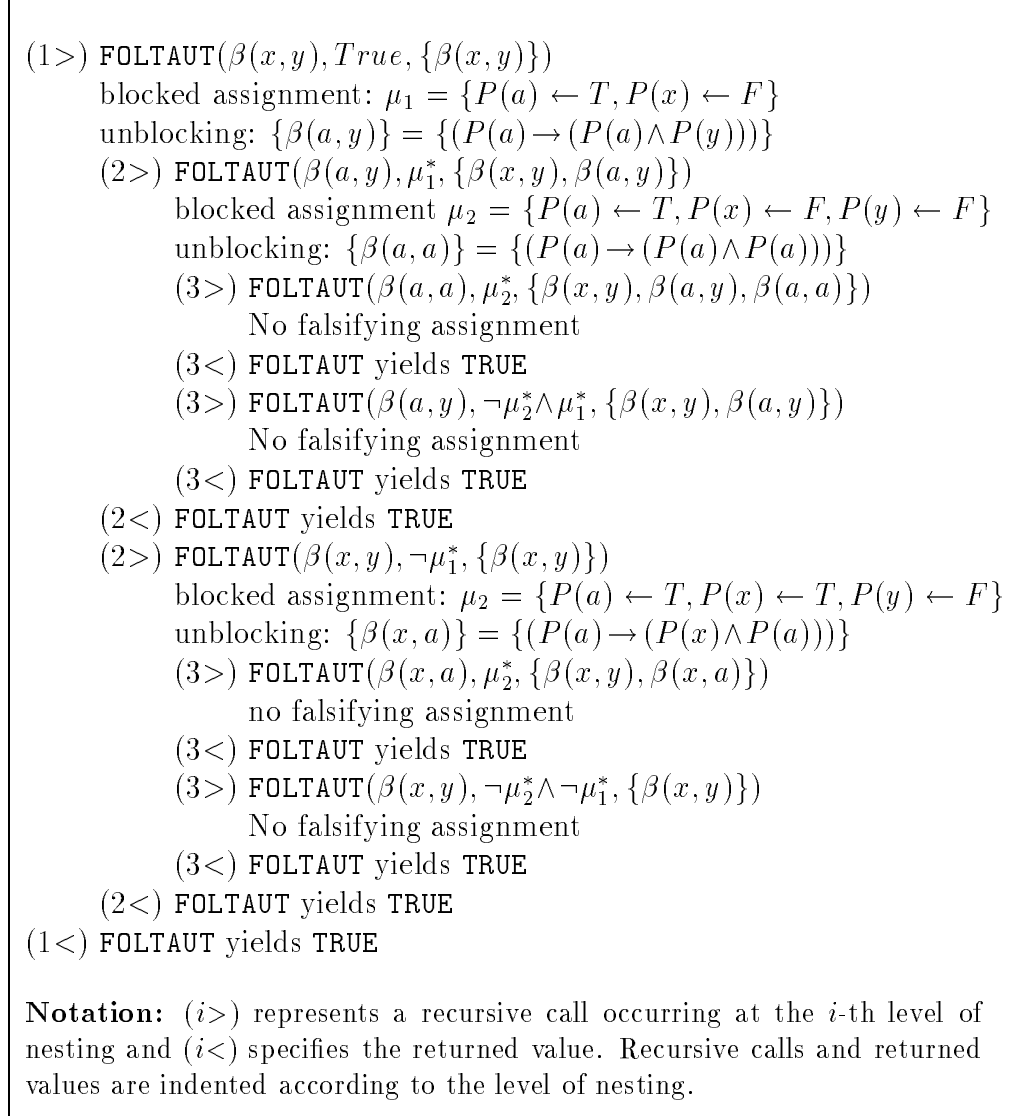 (1>) FOLTAUT(β(x, y), True, {β(x, y)})
blocked assignment: μ₁ = {P(a) ← T, P(x) ← F}
unblocking: {β(a, y)} = {(P(a)→(P(a)∧P(y)))}
(2>) FOLTAUT(β(a, y), μ₁*, {β(x, y), β(a, y)})
blocked assignment μ₂ = {P(a) ← T, P(x) ← F, P(y) ← F}
unblocking: {β(a, a)} = {(P(a)→(P(a)∧P(a)))}
(3>) FOLTAUT(β(a, a), μ₂*, {β(x, y), β(a, y), β(a, a)})
No falsifying assignment
(3<) FOLTAUT yields TRUE
(3>) FOLTAUT(β(a, y), ¬μ₂*∧μ₁*, {β(x, y), β(a, y)})
No falsifying assignment
(3<) FOLTAUT yields TRUE
(2<) FOLTAUT yields TRUE
(2>) FOLTAUT(β(x, y), ¬μ₁*, {β(x, y)})
blocked assignment: μ₂ = {P(a) ← T, P(x) ← T, P(y) ← F}
unblocking: {β(x, a)} = {(P(a)→(P(x)∧P(a)))}
(3>) FOLTAUT(β(x, a), μ₂*, {β(x, y), β(x, a)})
no falsifying assignment
(3<) FOLTAUT yields TRUE
(3>) FOLTAUT(β(x, y), ¬μ₂*∧¬μ₁*, {β(x, y)})
No falsifying assignment
(3<) FOLTAUT yields TRUE
(2<) FOLTAUT yields TRUE
(1<) FOLTAUT yields TRUE
Notation: (i>) represents a recursive call occurring at the i-th level of
nesting and (i<) specifies the returned value. Recursive calls and returned
values are indented according to the level of nesting.